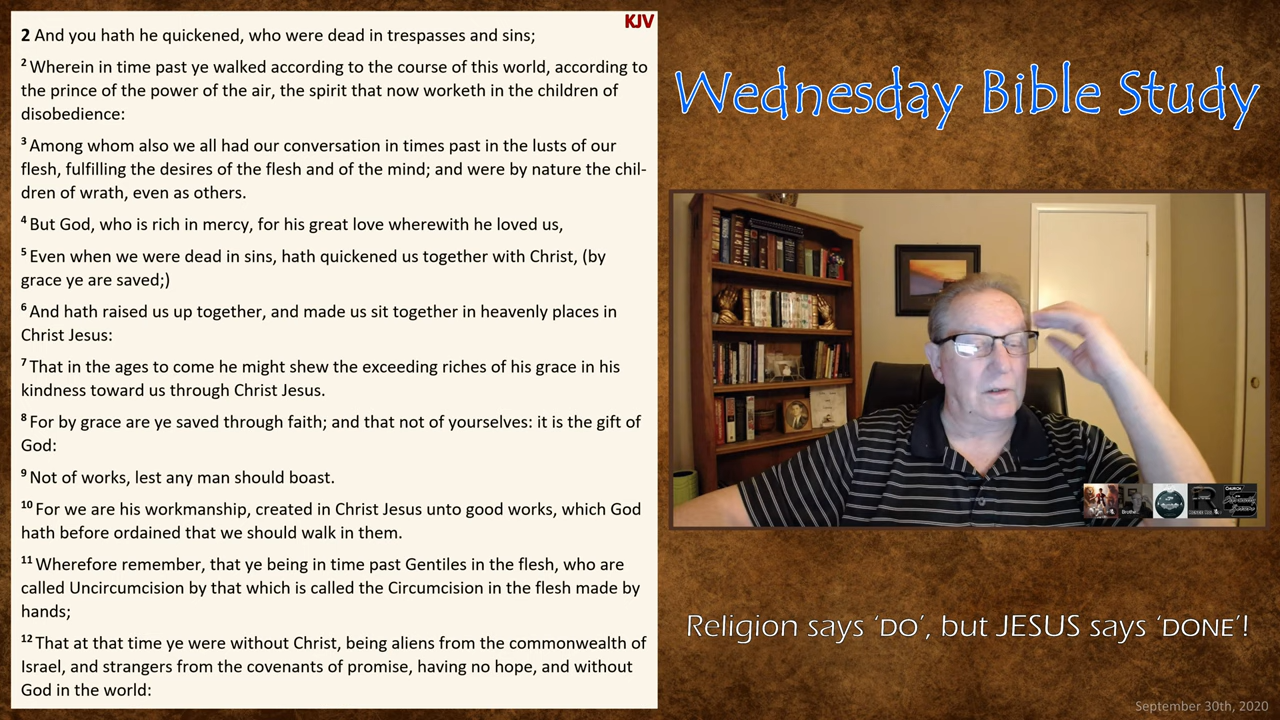 KJV
2 And you hath he quickened, who were dead in trespasses and sins;
2 Wherein in time past ye walked according to the course of this world, according to
the prince of the power of the air, the spirit that now worketh in the children of
disobedience:
3 Among whom also we all had our conversation in times past in the lusts of our
flesh, fulfilling the desires of the flesh and of the mind; and were by nature the chil-
dren of wrath, even as others.
4 But God, who is rich in mercy, for his great love wherewith he loved us,
5 Even when we were dead in sins, hath quickened us together with Christ, (by
grace ye are saved;)
6 And hath raised us up together, and made us sit together in heavenly places in
Christ Jesus:
7 That in the ages to come he might shew the exceeding riches of his grace in his
kindness toward us through Christ Jesus.
8 For by grace are ye saved through faith; and that not of yourselves: it is the gift of
God:
9 Not of works, lest any man should boast.
10 For we are his workmanship, created in Christ Jesus unto good works, which God
hath before ordained that we should walk in them.
11 Wherefore remember, that ye being in time past Gentiles in the flesh, who are
called Uncircumcision by that which is called the Circumcision in the flesh made by
hands;
12 That at that time ye were without Christ, being aliens from the commonwealth of
Israel, and strangers from the covenants of promise, having no hope, and without
God in the world:
Wednesday Bible Study
Religion says ‘DO’, but JESUS says ‘DONE’!
September 30th, 2020